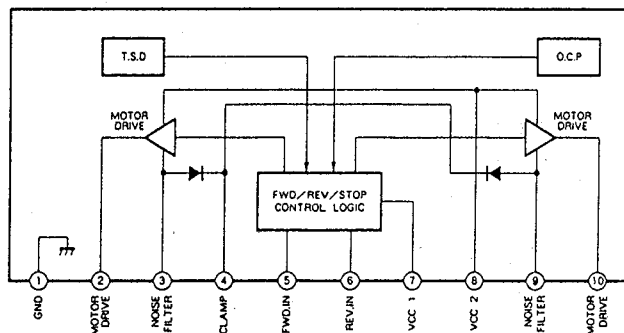 T.S.D
O.C.P
MOTOR
DRIVE
MOTOR
DRIVE
FWD/REV/STOP
CONTROL LOGIC
1
2
3
4
5
6
7
8
9
10
GND
MOTOR
DRIVE
NOISE
FILTER
CLAMP
FWD.IN
REV.IN
VCC 1
VCC 2
NOISE
FILTER
MOTOR
DRIVE